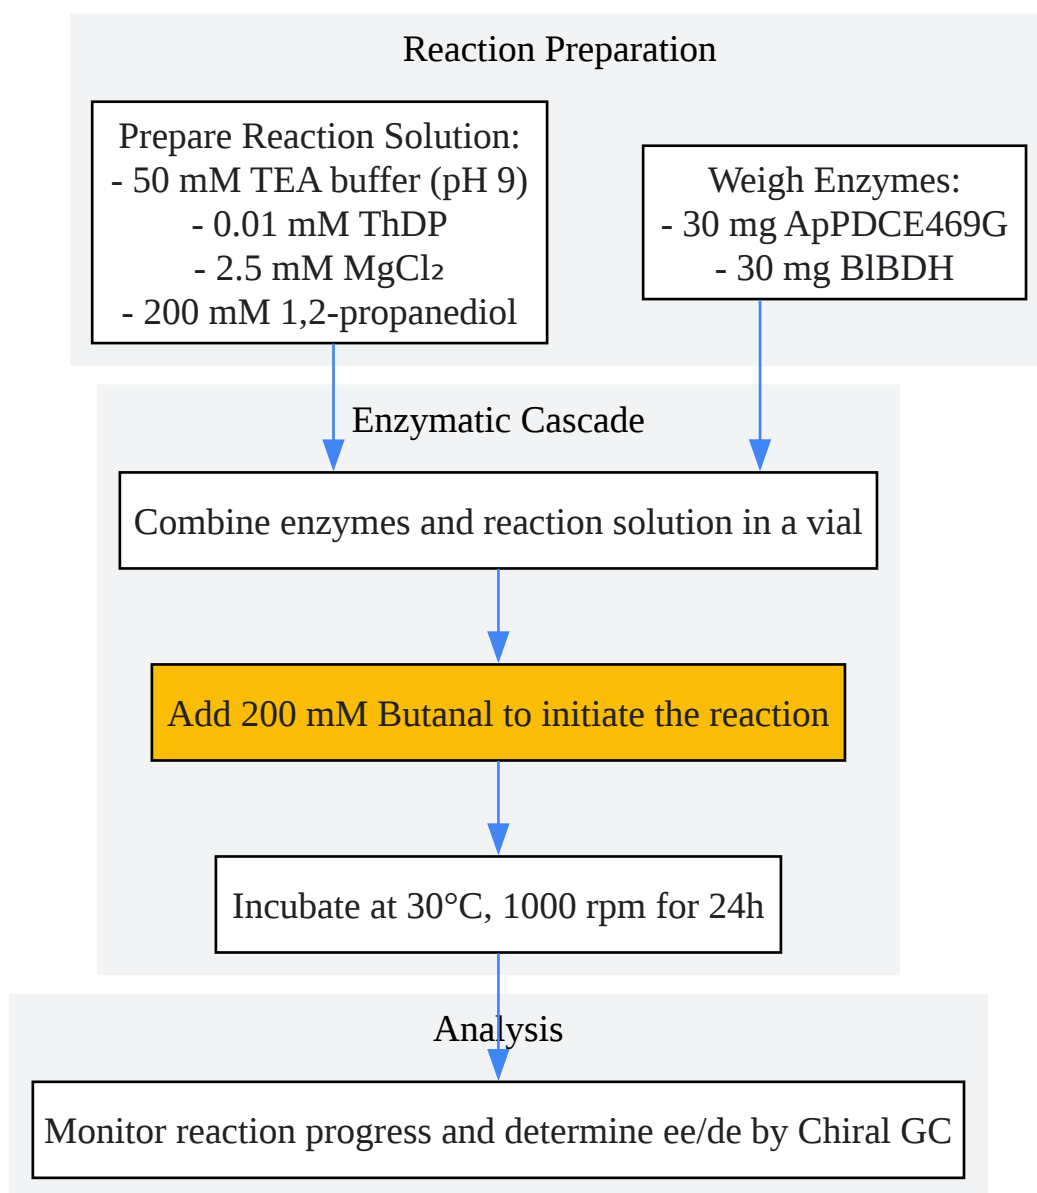 Reaction Preparation
Prepare Reaction Solution:
- 50 mM TEA buffer (pH 9)
- 0.01 mM ThDP
- 2.5 mM MgCl₂
- 200 mM 1,2-propanediol
Weigh Enzymes:
- 30 mg ApPDCE469G
- 30 mg BlBDH
Enzymatic Cascade
Combine enzymes and reaction solution in a vial
Add 200 mM Butanal to initiate the reaction
Incubate at 30°C, 1000 rpm for 24h
Analysis
Monitor reaction progress and determine ee/de by Chiral GC